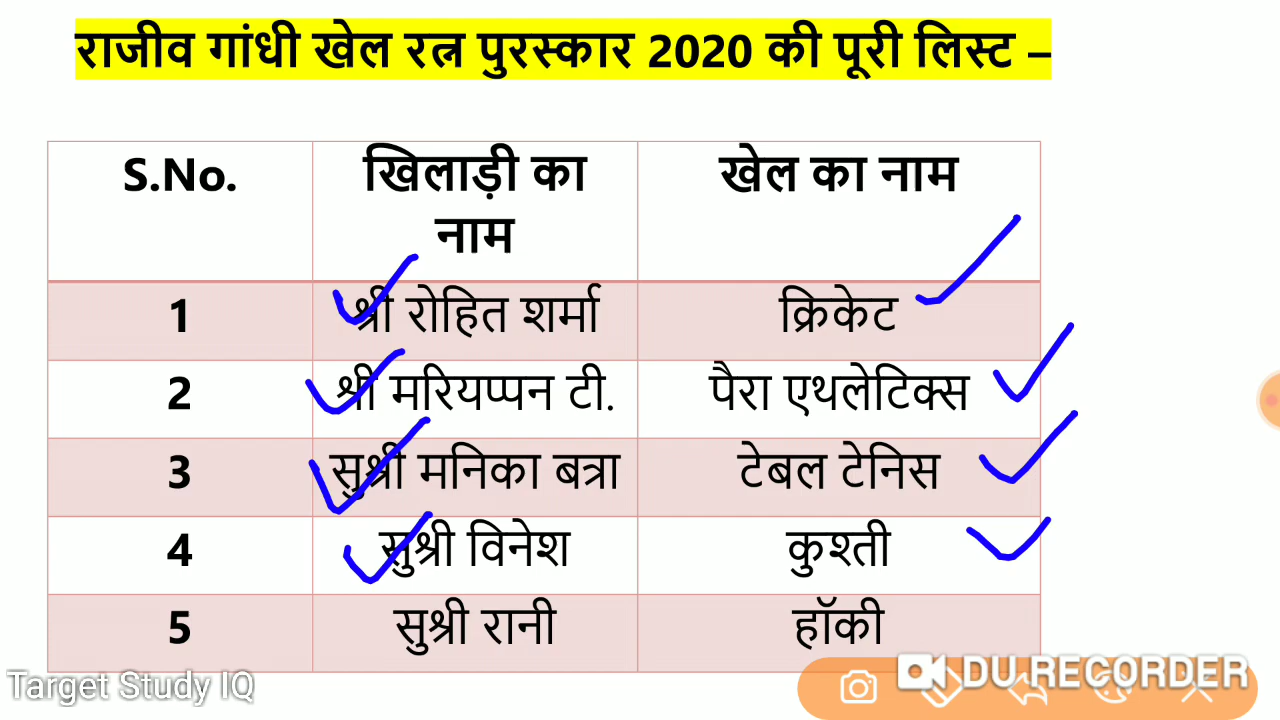 राजीव गांधी खेल रत्न पुरस्कार 2020 की पूरी लिस्ट –
S.No. खिलाड़ी का नाम खेल का नाम
1 श्री रोहित शर्मा क्रिकेट
2 श्री मरियप्पन टी. पैरा एथलेटिक्स
3 सुश्री मनिका बत्रा टेबल टेनिस
4 सुश्री विनेश कुश्ती
5 सुश्री रानी हॉकी
Target Study IQ
DU RECORDER